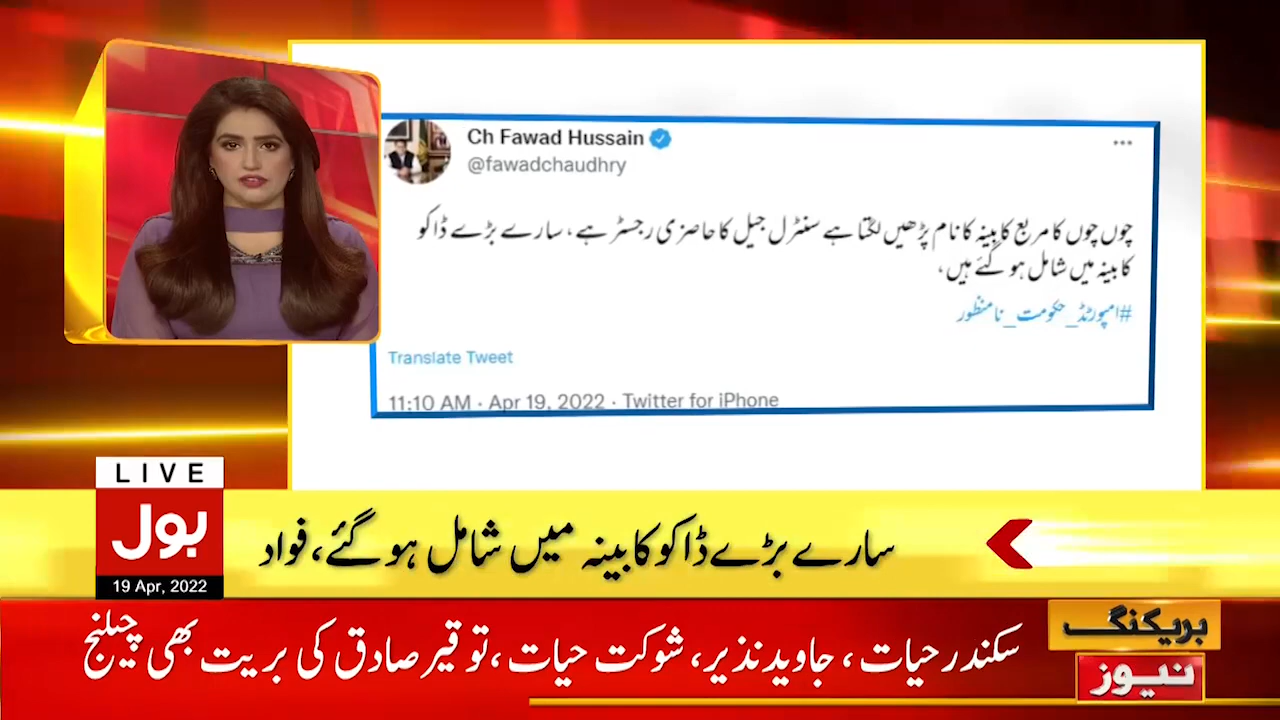 Ch Fawad Hussain
@fawadchaudhry
چوں چوں کا مربع کابینہ کا نام پڑھیں لگتا ہے سنٹرل جیل کا حاضری رجسٹر ہے، سارے بڑے ڈاکو
کابینہ میں شامل ہو گئے ہیں،
#امپورٹڈ_حکومت_نامنظور
Translate Tweet
11:10 AM · Apr 19, 2022 · Twitter for iPhone
LIVE
بول
19 Apr, 2022
سارے بڑے ڈاکو کابینہ میں شامل ہوگئے، فواد
بریکنگ
نیوز
سکندر حیات، جاوید نذیر، شوکت حیات، توقیر صادق کی بریت بھی چیلنج